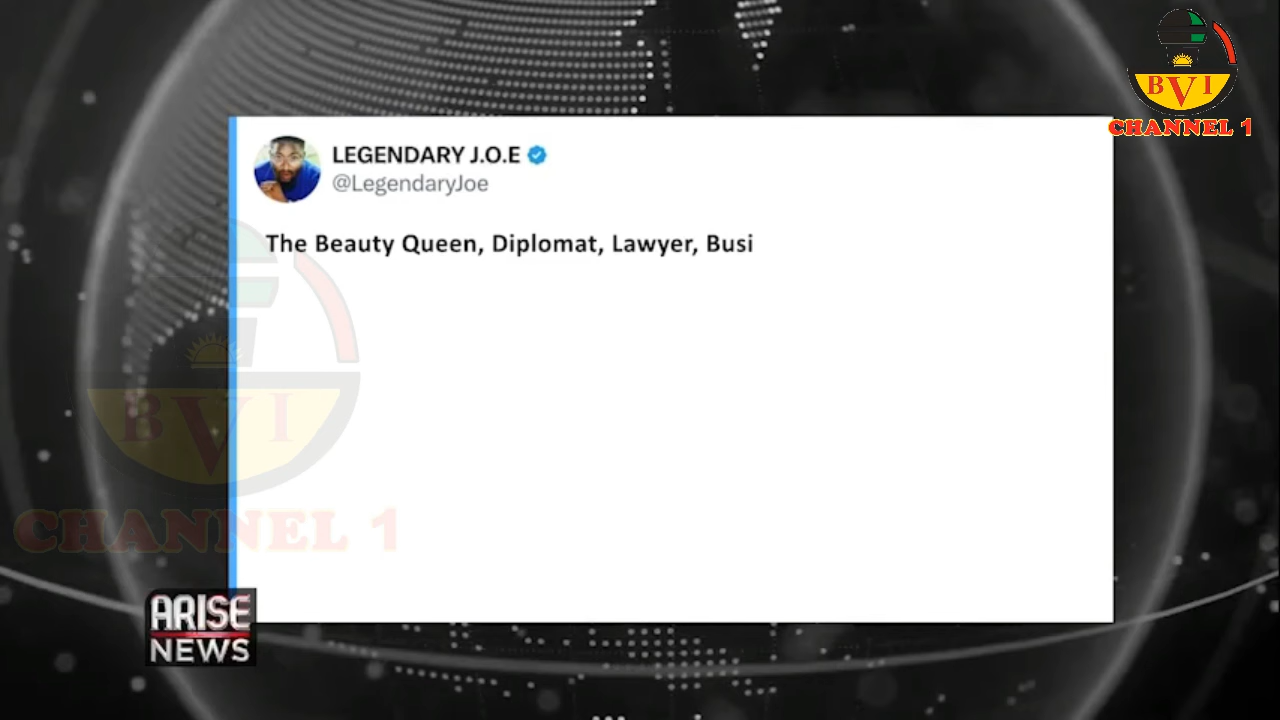 BVI
CHANNEL 1
LEGENDARY J.O.E
@LegendaryJoe
The Beauty Queen, Diplomat, Lawyer, Busi
BVI
CHANNEL 1
ARISE
NEWS